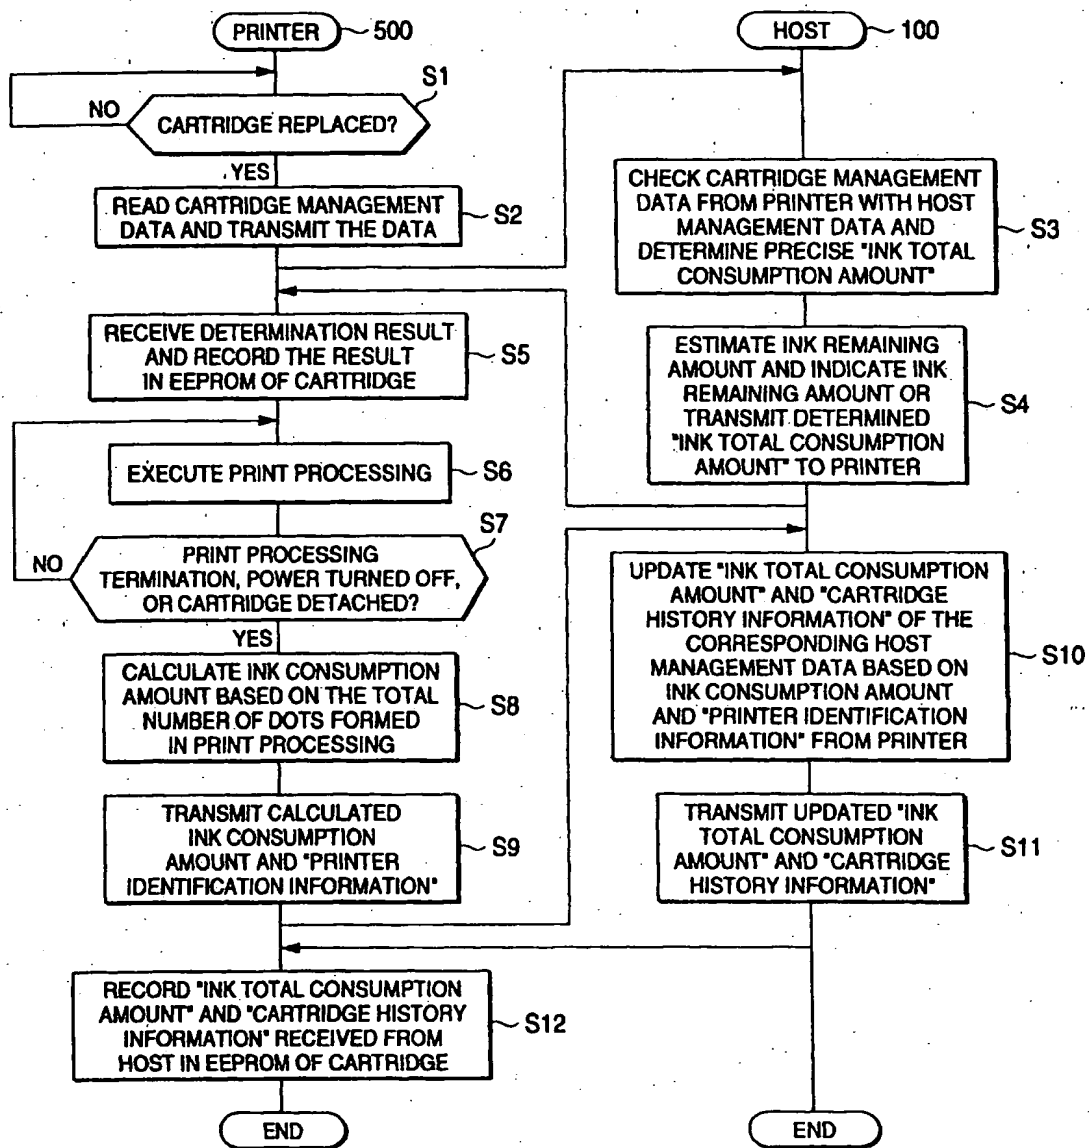 PRINTER
500
HOST
100
S1
NO
CARTRIDGE REPLACED?
YES
READ CARTRIDGE MANAGEMENT
DATA AND TRANSMIT THE DATA
S2
CHECK CARTRIDGE MANAGEMENT
DATA FROM PRINTER WITH HOST
MANAGEMENT DATA AND
DETERMINE PRECISE "INK TOTAL
CONSUMPTION AMOUNT"
S3
RECEIVE DETERMINATION RESULT
AND RECORD THE RESULT
IN EEPROM OF CARTRIDGE
S5
ESTIMATE INK REMAINING
AMOUNT AND INDICATE INK
REMAINING AMOUNT OR
TRANSMIT DETERMINED
"INK TOTAL CONSUMPTION
AMOUNT" TO PRINTER
S4
EXECUTE PRINT PROCESSING
S6
S7
NO
PRINT PROCESSING
TERMINATION, POWER TURNED OFF,
OR CARTRIDGE DETACHED?
YES
CALCULATE INK CONSUMPTION
AMOUNT BASED ON THE TOTAL
NUMBER OF DOTS FORMED
IN PRINT PROCESSING
S8
UPDATE "INK TOTAL CONSUMPTION
AMOUNT" AND "CARTRIDGE
HISTORY INFORMATION" OF THE
CORRESPONDING HOST
MANAGEMENT DATA BASED ON
INK CONSUMPTION AMOUNT
AND "PRINTER IDENTIFICATION
INFORMATION" FROM PRINTER
S10
TRANSMIT CALCULATED
INK CONSUMPTION
AMOUNT AND "PRINTER
IDENTIFICATION INFORMATION"
S9
TRANSMIT UPDATED "INK
TOTAL CONSUMPTION
AMOUNT" AND "CARTRIDGE
HISTORY INFORMATION"
S11
RECORD "INK TOTAL CONSUMPTION
AMOUNT" AND "CARTRIDGE HISTORY
INFORMATION" RECEIVED FROM
HOST IN EEPROM OF CARTRIDGE
S12
END
END